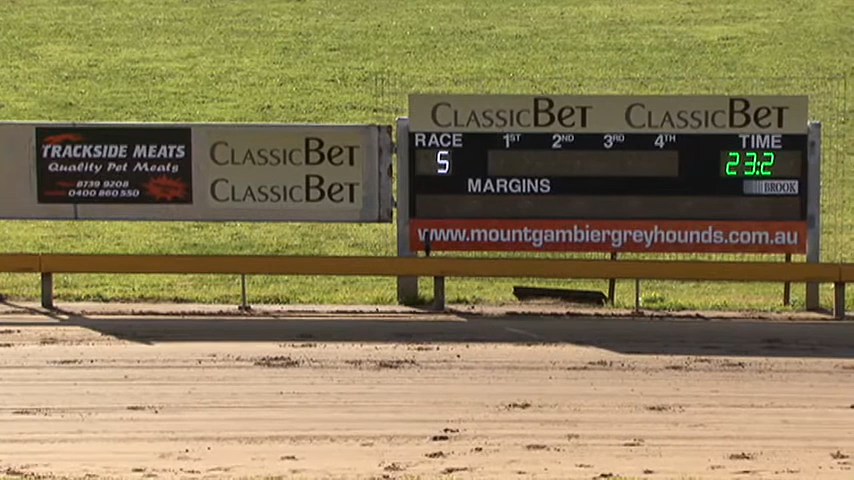 TRACKSIDE MEATS
Quality Pet Meals
8739 9208
0400 860 550
CLASSICBET
CLASSICBET
CLASSICBET CLASSICBET
RACE 1ST 2ND 3RD 4TH TIME
5 23:2
MARGINS BROOK
www.mountgambiergreyhounds.com.au